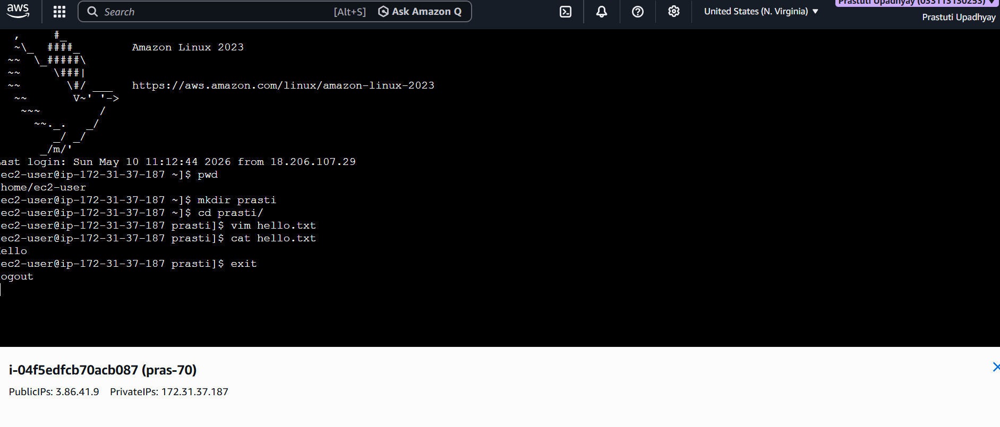 aws
Search [Alt+S] Ask Amazon Q United States (N. Virginia) ▼
Prastuti Upadhyay (033113130253) ▼
Prastuti Upadhyay
   ,     #_
  ~\_  ####_        Amazon Linux 2023
 ~~  \_#####\
 ~~     \###|
 ~~       \#/ ___   https://aws.amazon.com/linux/amazon-linux-2023
  ~~       V~' '->
   ~~~         /
     ~~._.   _/
        _/ _/
      _/m/'
ast login: Sun May 10 11:12:44 2026 from 18.206.107.29
ec2-user@ip-172-31-37-187 ~]$ pwd
home/ec2-user
ec2-user@ip-172-31-37-187 ~]$ mkdir prasti
ec2-user@ip-172-31-37-187 ~]$ cd prasti/
ec2-user@ip-172-31-37-187 prasti]$ vim hello.txt
ec2-user@ip-172-31-37-187 prasti]$ cat hello.txt
ello
ec2-user@ip-172-31-37-187 prasti]$ exit
ogout
i-04f5edfcb70acb087 (pras-70)
PublicIPs: 3.86.41.9 PrivateIPs: 172.31.37.187